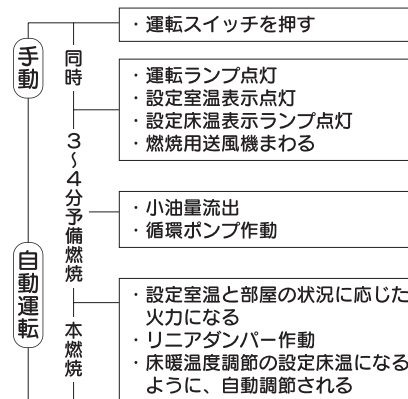 手動
同時
・運転スイッチを押す
・運転ランプ点灯
・設定室温表示点灯
・設定床温表示ランプ点灯
・燃焼用送風機まわる
3〜4分予備燃焼
・小油量流出
・循環ポンプ作動
自動運転
本燃焼
・設定室温と部屋の状況に応じた
火力になる
・リニアダンパー作動
・床暖温度調節の設定床温になる
ように、自動調節される